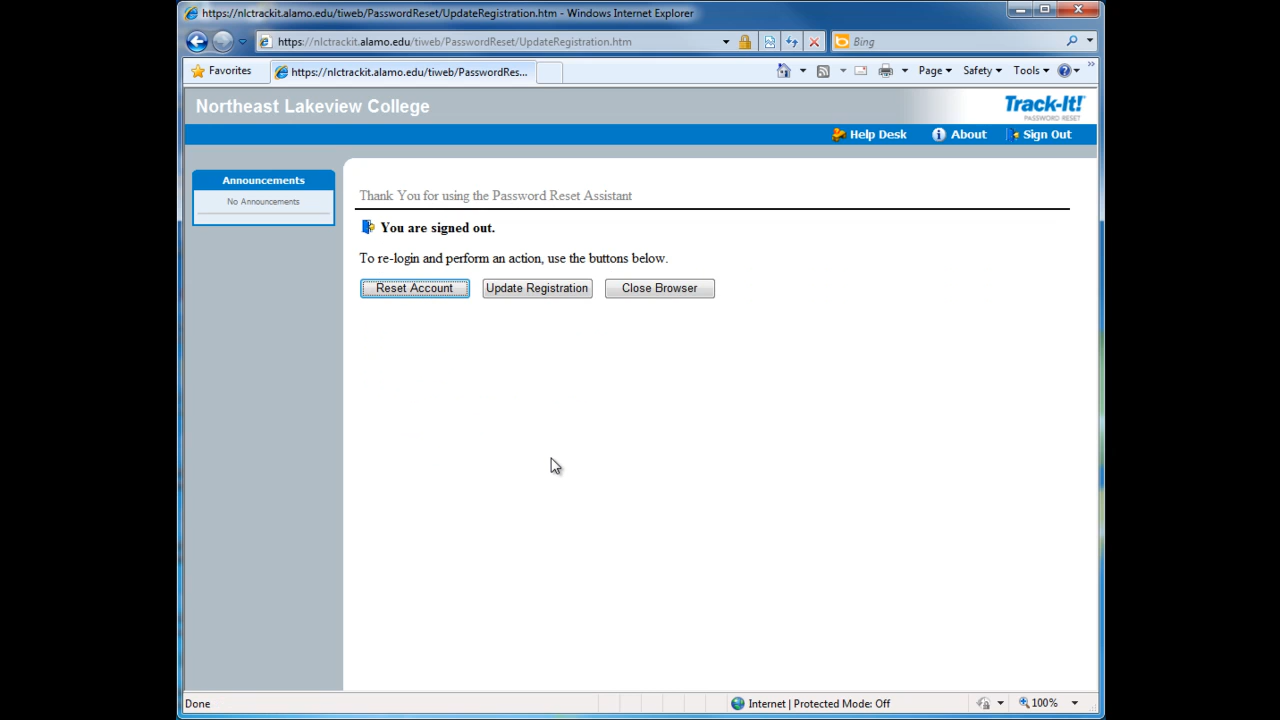 https://nlctrackit.alamo.edu/tiweb/PasswordReset/UpdateRegistration.htm - Windows Internet Explorer
https://nlctrackit.alamo.edu/tiweb/PasswordReset/UpdateRegistration.htm
Bing
Favorites
https://nlctrackit.alamo.edu/tiweb/PasswordRes...
Page
Safety
Tools
Northeast Lakeview College
Track-It!
PASSWORD RESET
Help Desk
About
Sign Out
Announcements
No Announcements
Thank You for using the Password Reset Assistant
You are signed out.
To re-login and perform an action, use the buttons below.
Reset Account
Update Registration
Close Browser
Done
Internet | Protected Mode: Off
100%